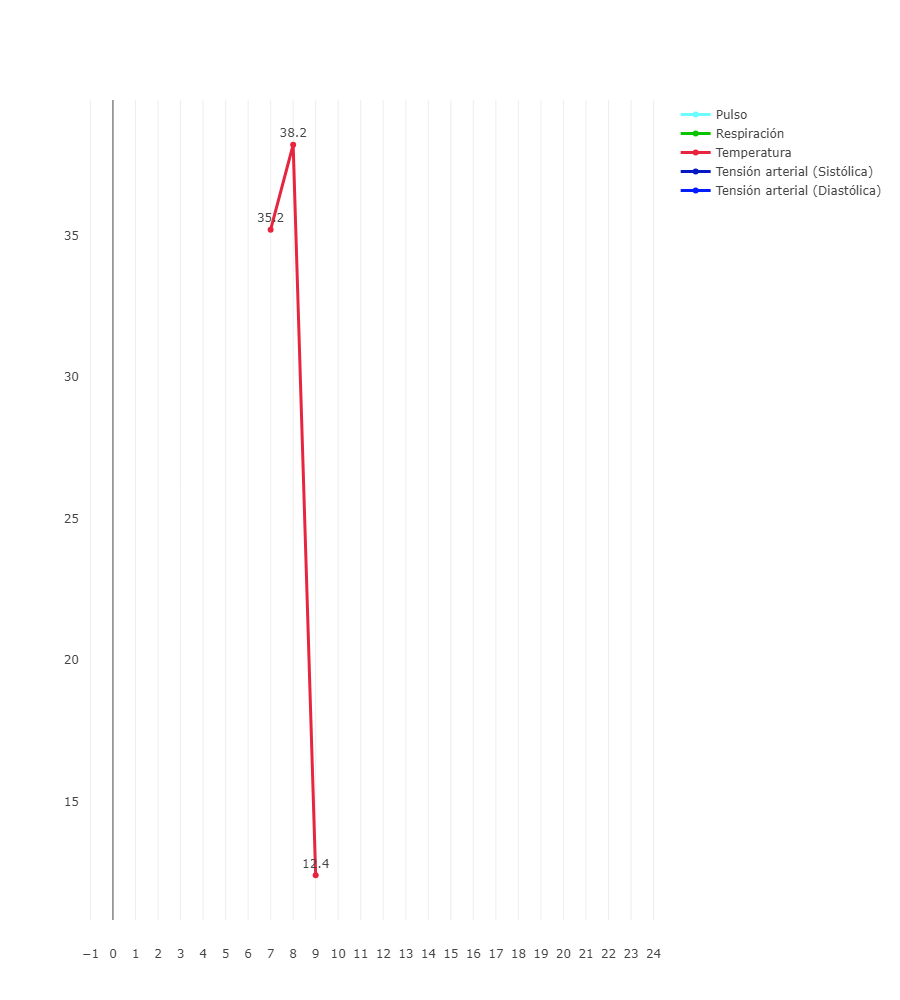 Pulso
Respiración
Temperatura
Tensión arterial (Sistólica)
Tensión arterial (Diastólica)
38.2
35.2
12.4
35
30
25
20
15
−1 0 1 2 3 4 5 6 7 8 9 10 11 12 13 14 15 16 17 18 19 20 21 22 23 24